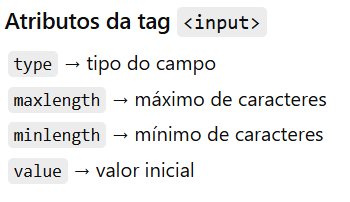 Atributos da tag <input>
type → tipo do campo
maxlength → máximo de caracteres
minlength → mínimo de caracteres
value → valor inicial